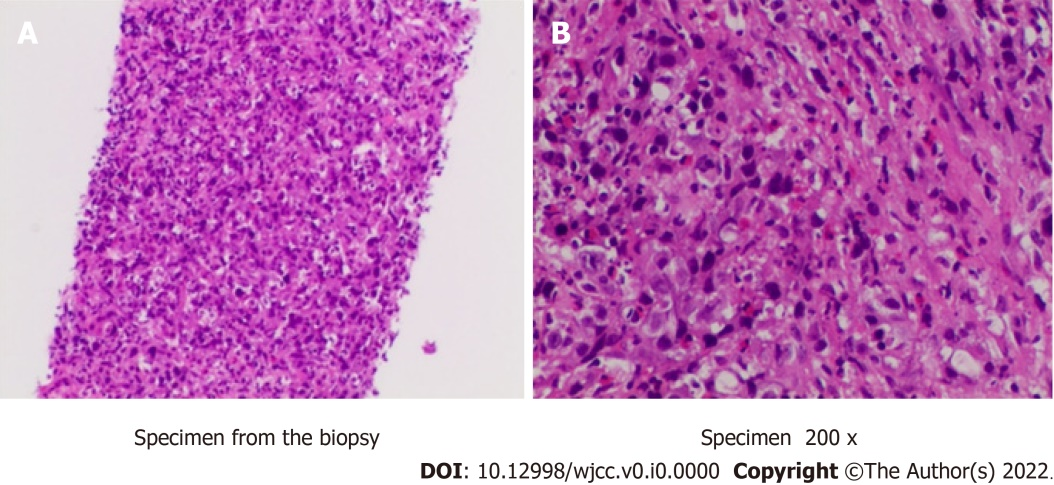 A
B
Specimen from the biopsy
Specimen 200 x
DOI: 10.12998/wjcc.v0.i0.0000 Copyright ©The Author(s) 2022.